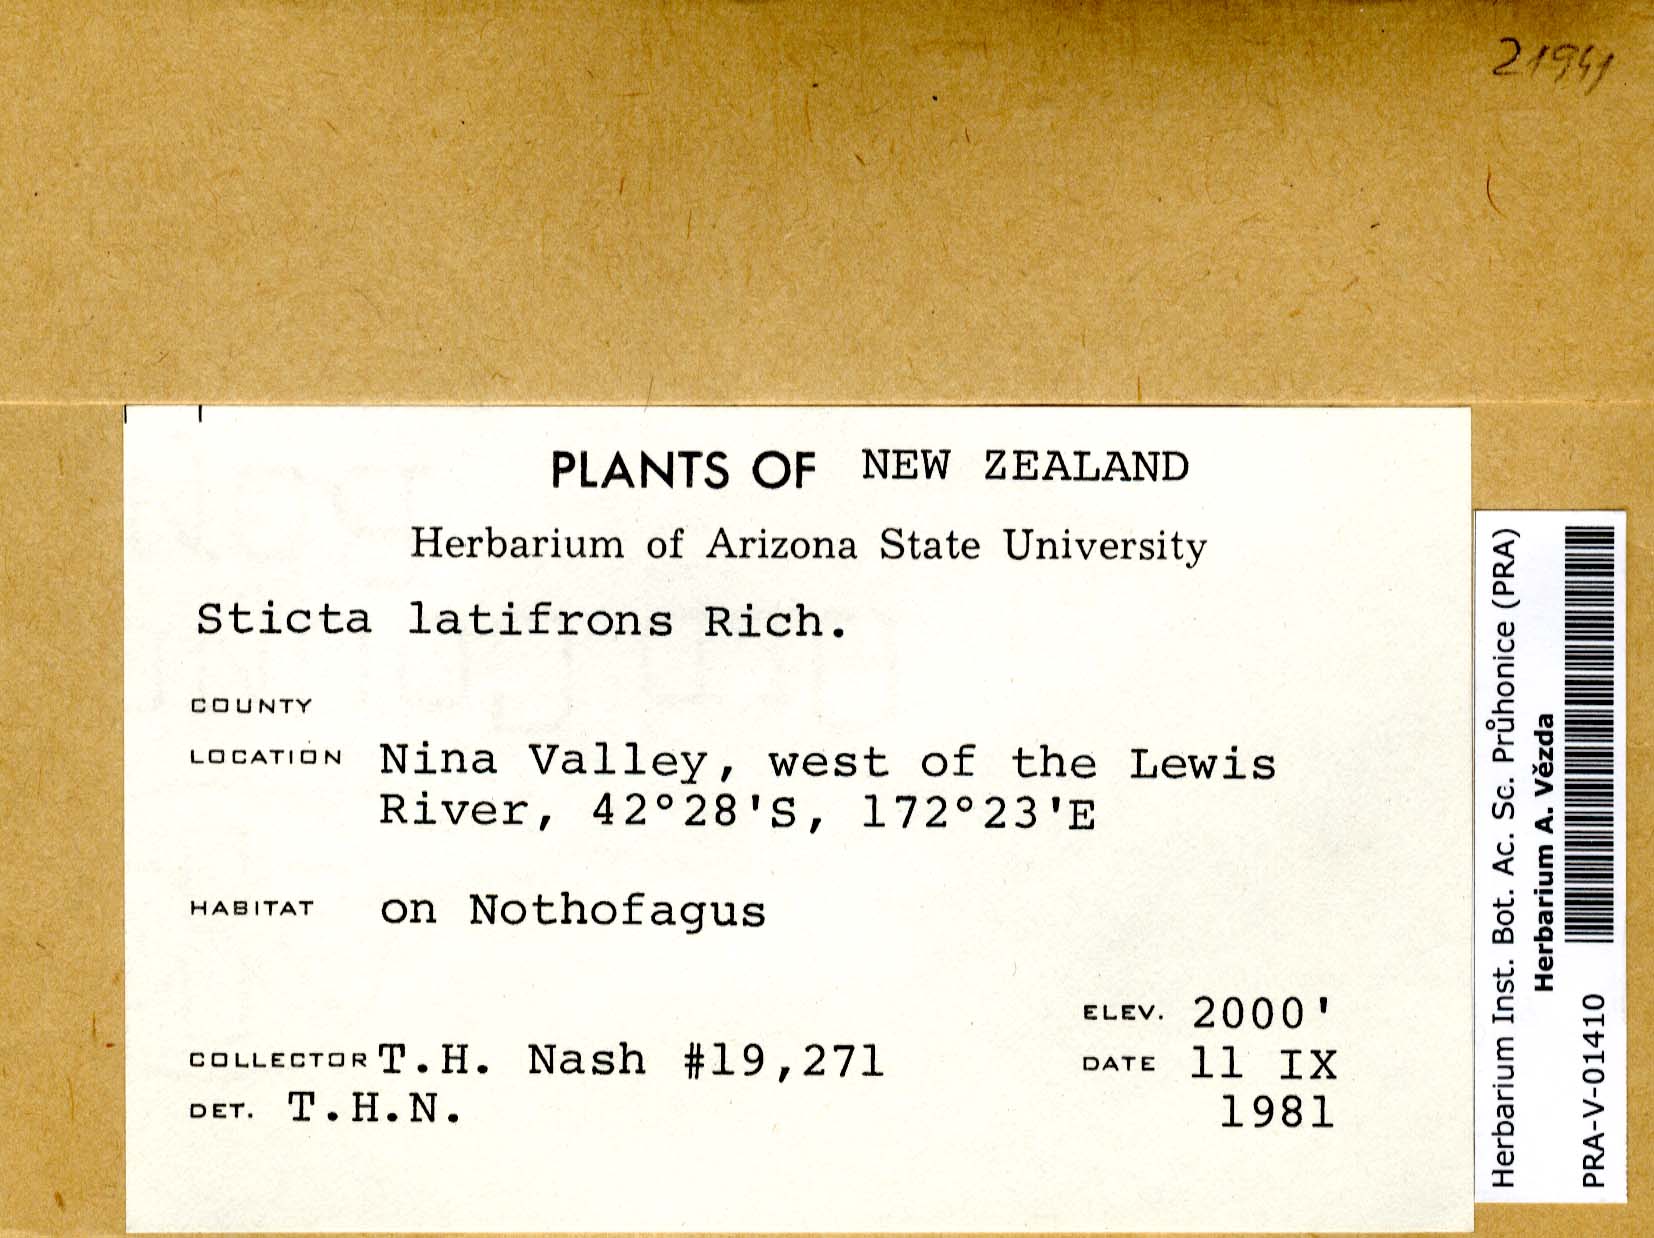 21941
PLANTS OF NEW ZEALAND
Herbarium of Arizona State University
Sticta latifrons Rich.
COUNTY
LOCATION Nina Valley, west of the Lewis
River, 42°28'S, 172°23'E
HABITAT on Nothofagus
ELEV. 2000'
COLLECTOR T.H. Nash #19,271
DATE 11 IX
DET. T.H.N.
1981
Herbarium Inst. Bot. Ac. Sc. Průhonice (PRA)
Herbarium A. Vězda
PRA-V-01410